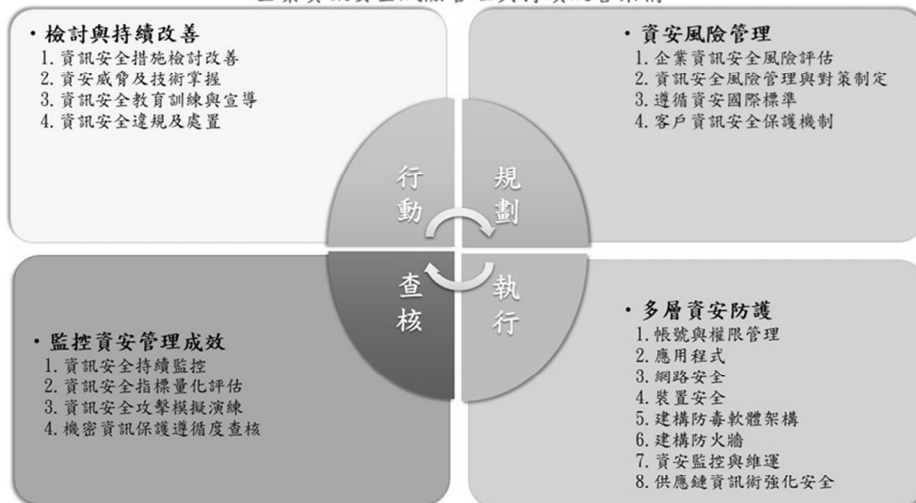 ・檢討與持續改善
1. 資訊安全措施檢討改善
2. 資安威脅及技術掌握
3. 資訊安全教育訓練與宣導
4. 資訊安全違規及處置
・資安風險管理
1. 企業資訊安全風險評估
2. 資訊安全風險管理與對策制定
3. 遵循資安國際標準
4. 客戶資訊安全保護機制
行動
規劃
查核
執行
・監控資安管理成效
1. 資訊安全持續監控
2. 資訊安全指標量化評估
3. 資訊安全攻擊模擬演練
4. 機密資訊保護遵循度查核
・多層資安防護
1. 帳號與權限管理
2. 應用程式
3. 網路安全
4. 裝置安全
5. 建構防毒軟體架構
6. 建構防火牆
7. 資安監控與維運
8. 供應鏈資訊術強化安全